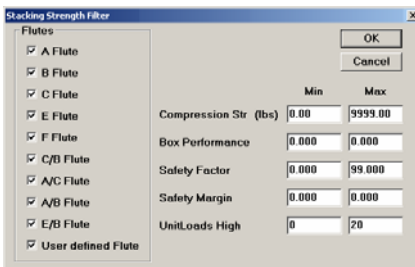 Stacking Strength Filter
Flutes
A Flute
B Flute
C Flute
E Flute
F Flute
C/B Flute
A/C Flute
A/B Flute
E/B Flute
User defined Flute
OK
Cancel
Min Max
Compression Str (lbs) 0.00 9999.00
Box Performance 0.000 0.000
Safety Factor 0.000 99.000
Safety Margin 0.000 0.000
UnitLoads High 0 20